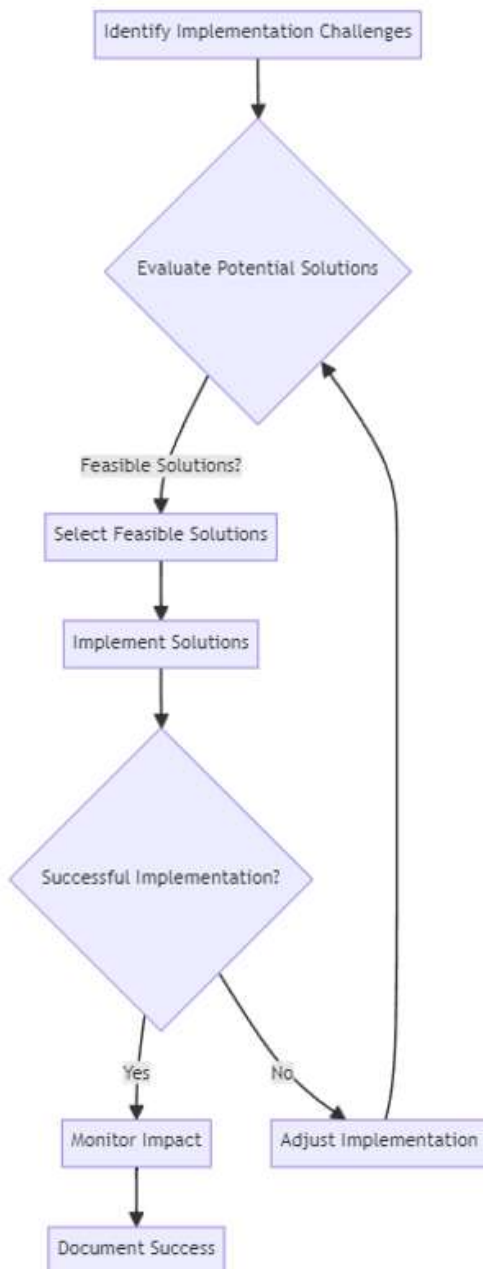 Identify Implementation Challenges
Evaluate Potential Solutions
Feasible Solutions?
Select Feasible Solutions
Implement Solutions
Successful Implementation?
Yes
No
Monitor Impact
Adjust Implementation
Document Success